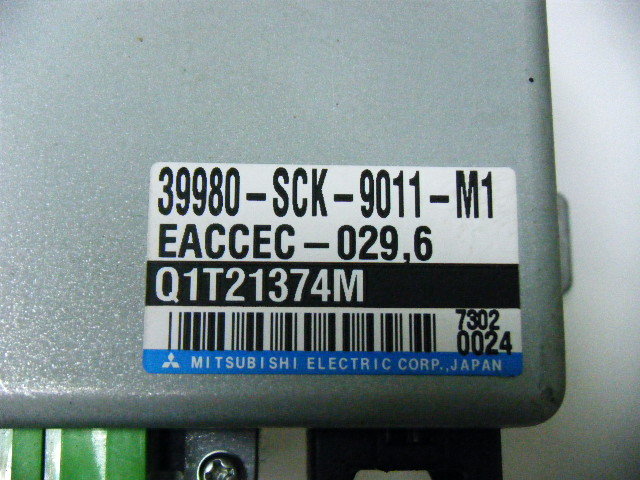 39980-SCK-9011-M1
EACCEC-029,6
Q1T21374M
7302
0024
MITSUBISHI ELECTRIC CORP.,JAPAN